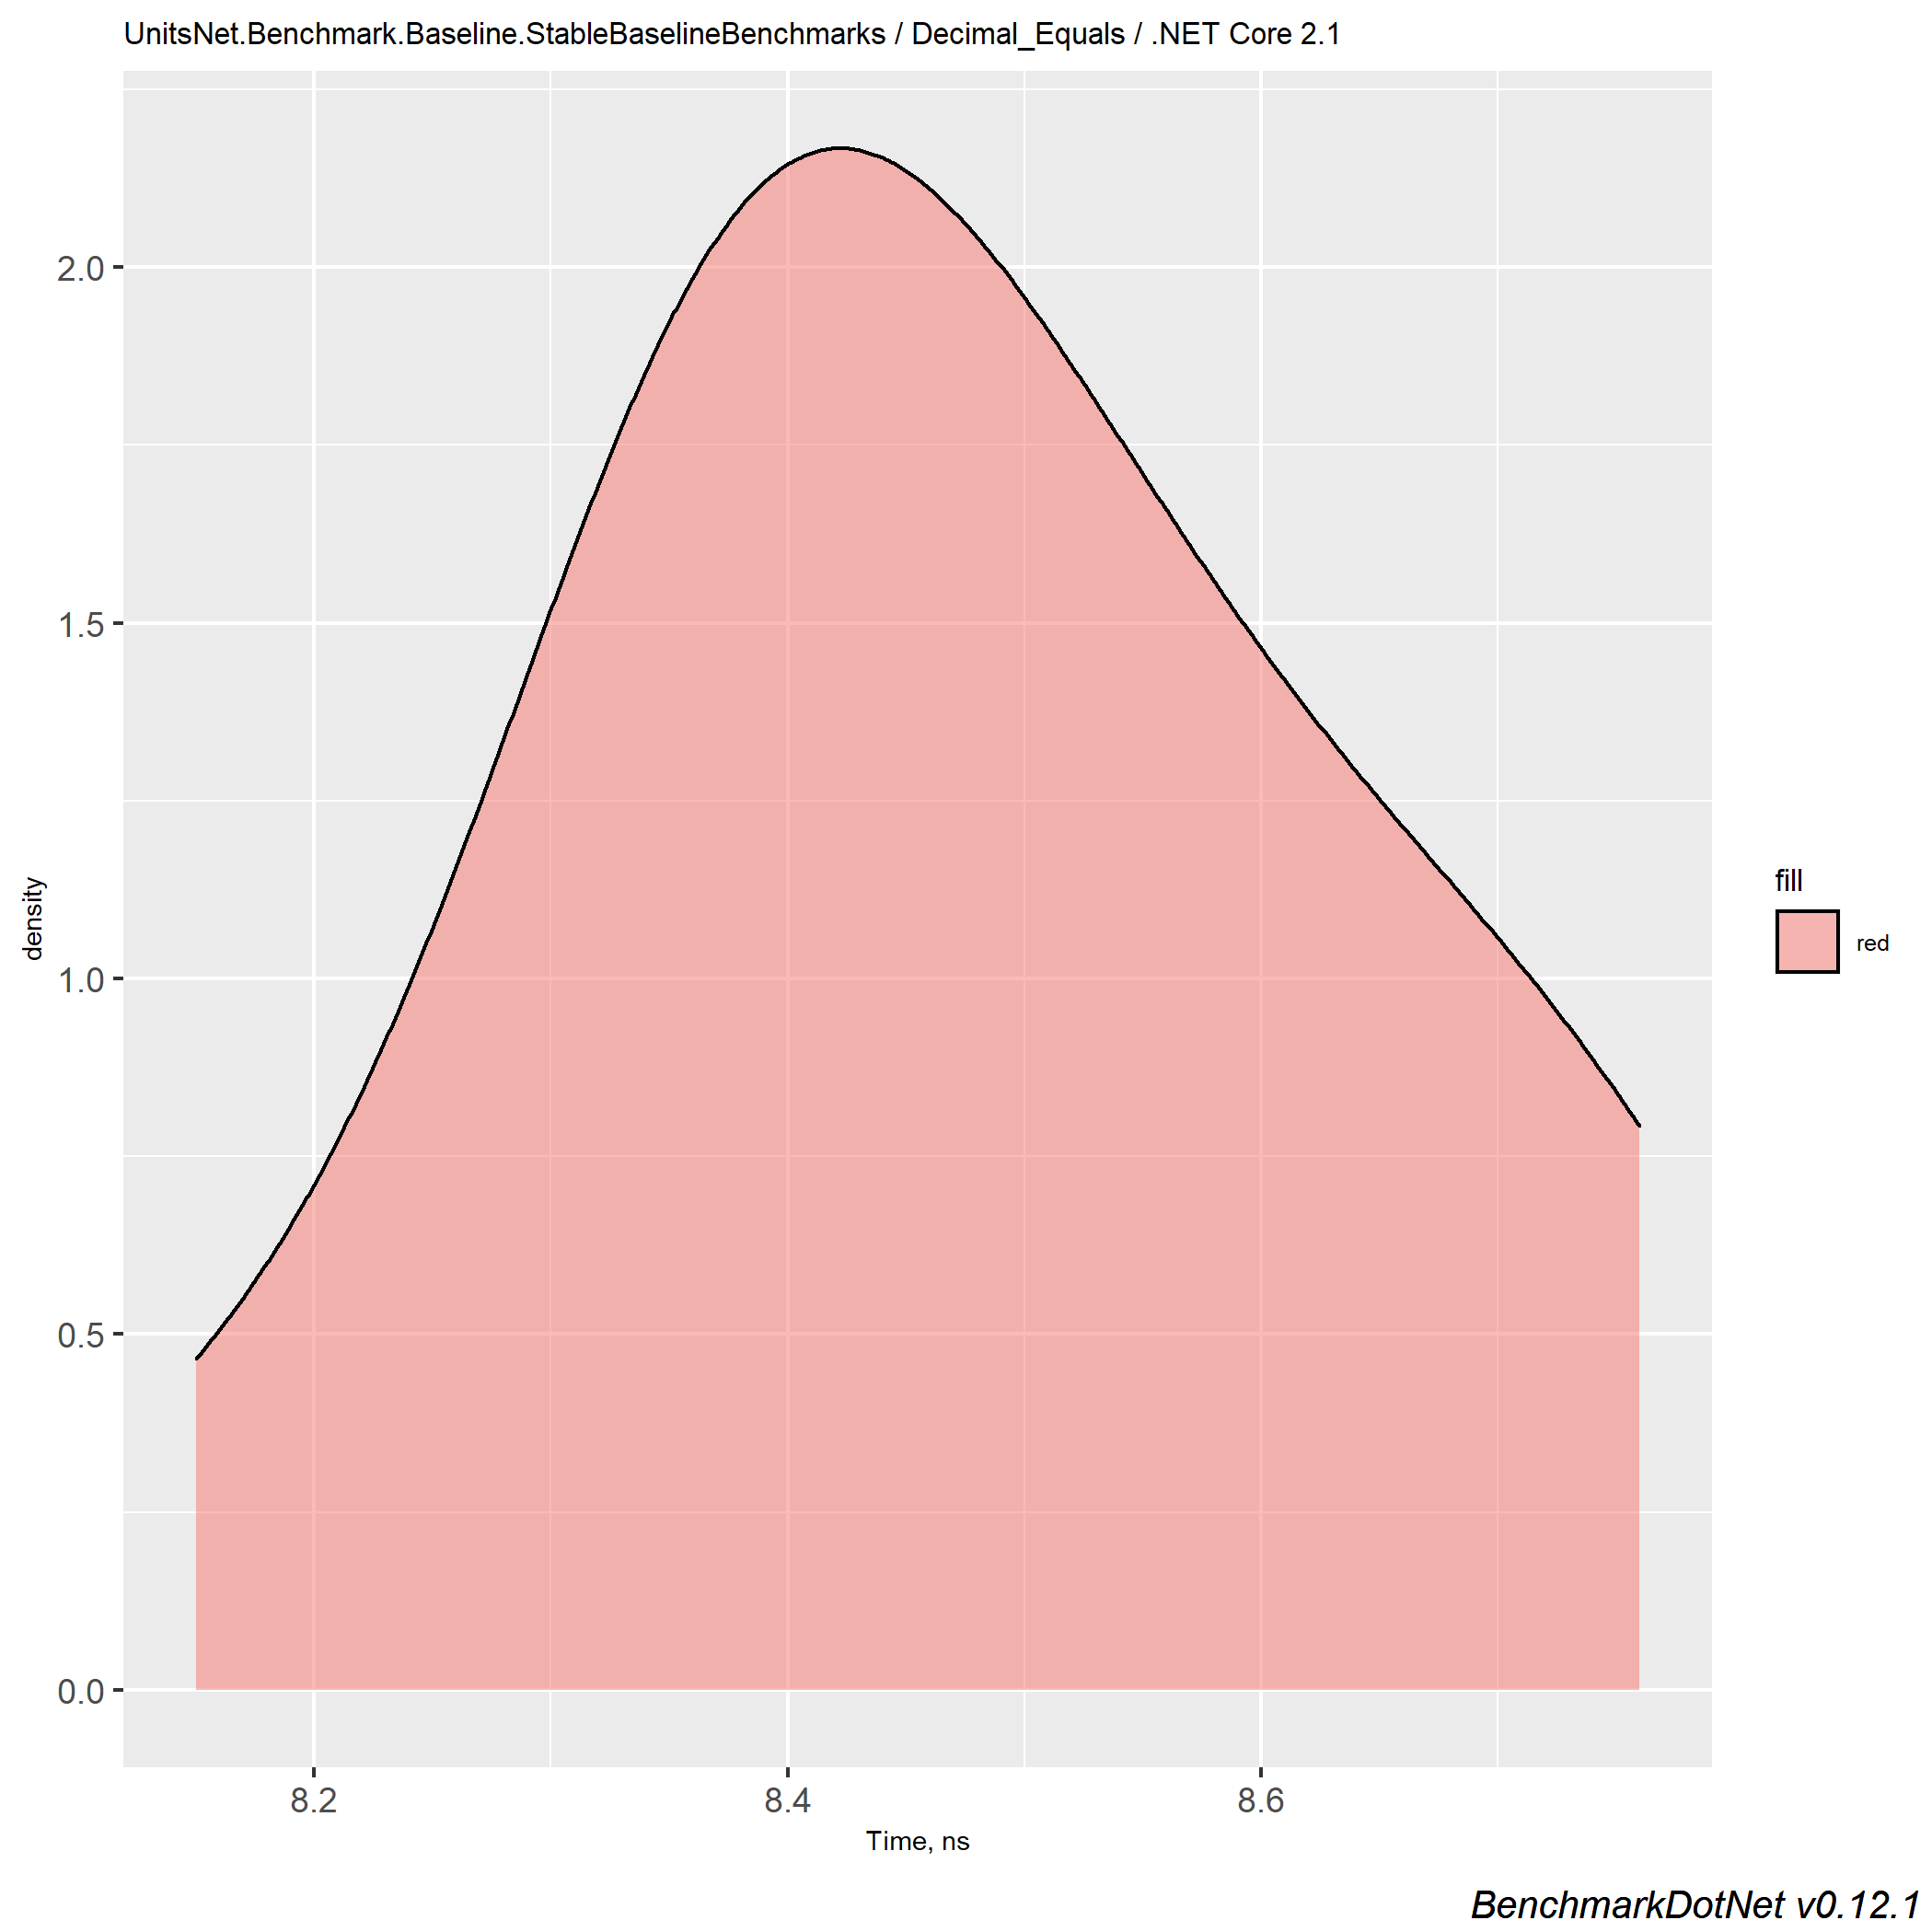 UnitsNet.Benchmark.Baseline.StableBaselineBenchmarks / Decimal_Equals / .NET Core 2.1
2.0
1.5
1.0
0.5
0.0
density
8.2
8.4
8.6
Time, ns
fill
red
BenchmarkDotNet v0.12.1